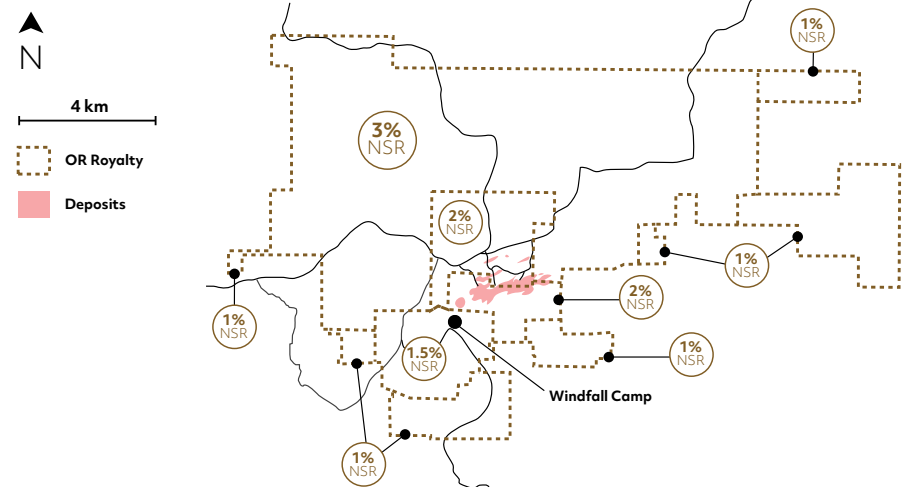 N
4 km
OR Royalty
Deposits
1%
NSR
3%
NSR
2%
NSR
1%
NSR
2%
NSR
1%
NSR
1.5%
NSR
1%
NSR
Windfall Camp
1%
NSR